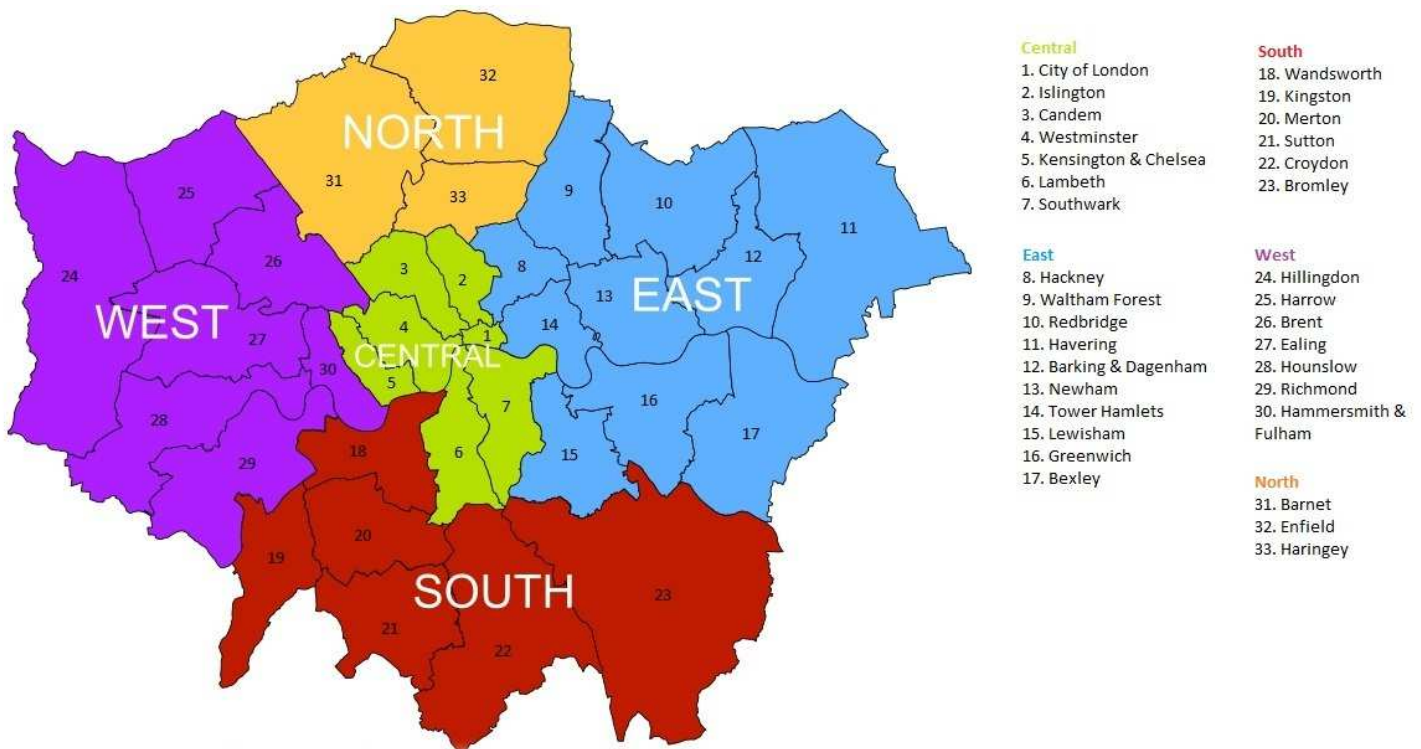 32
NORTH
31
33
9
10
11
25
24
26
3
2
8
12
13
EAST
WEST
14
4
1
27
CENTRAL
30
5
7
16
17
28
18
6
15
29
20
19
SOUTH
23
21
22
Central
1. City of London
2. Islington
3. Candem
4. Westminster
5. Kensington & Chelsea
6. Lambeth
7. Southwark
South
18. Wandsworth
19. Kingston
20. Merton
21. Sutton
22. Croydon
23. Bromley
East
8. Hackney
9. Waltham Forest
10. Redbridge
11. Havering
12. Barking & Dagenham
13. Newham
14. Tower Hamlets
15. Lewisham
16. Greenwich
17. Bexley
West
24. Hillingdon
25. Harrow
26. Brent
27. Ealing
28. Hounslow
29. Richmond
30. Hammersmith &
Fulham
North
31. Barnet
32. Enfield
33. Haringey